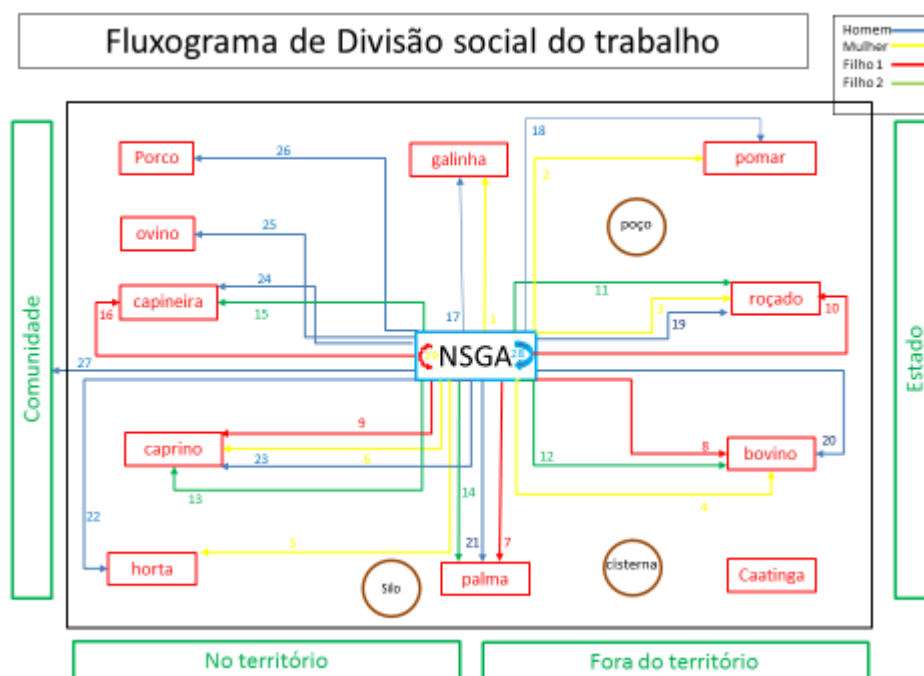 Fluxograma de Divisão social do trabalho
Homem
Mulher
Filho 1
Filho 2
Comunidade
Estado
Porco
26
galinha
18
2
pomar
ovino
25
poço
capineira
24
15
16
17
1
11
3
19
roçado
10
27
NSGA
28
9
caprino
23
6
13
14
8
12
bovino
20
4
22
5
21
7
horta
Silo
palma
cisterna
Caatinga
No território
Fora do território